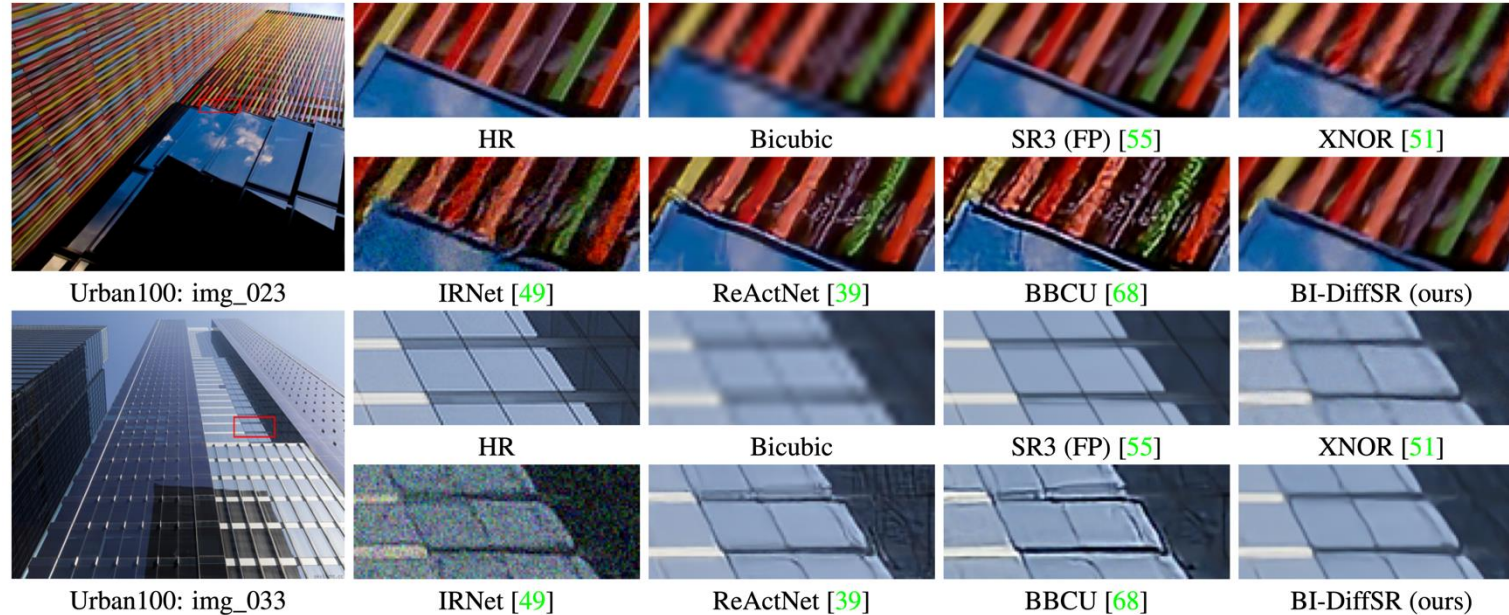 HR Bicubic SR3 (FP) [55] XNOR [51]
Urban100: img_023 IRNet [49] ReActNet [39] BBCU [68] BI-DiffSR (ours)
HR Bicubic SR3 (FP) [55] XNOR [51]
Urban100: img_033 IRNet [49] ReActNet [39] BBCU [68] BI-DiffSR (ours)